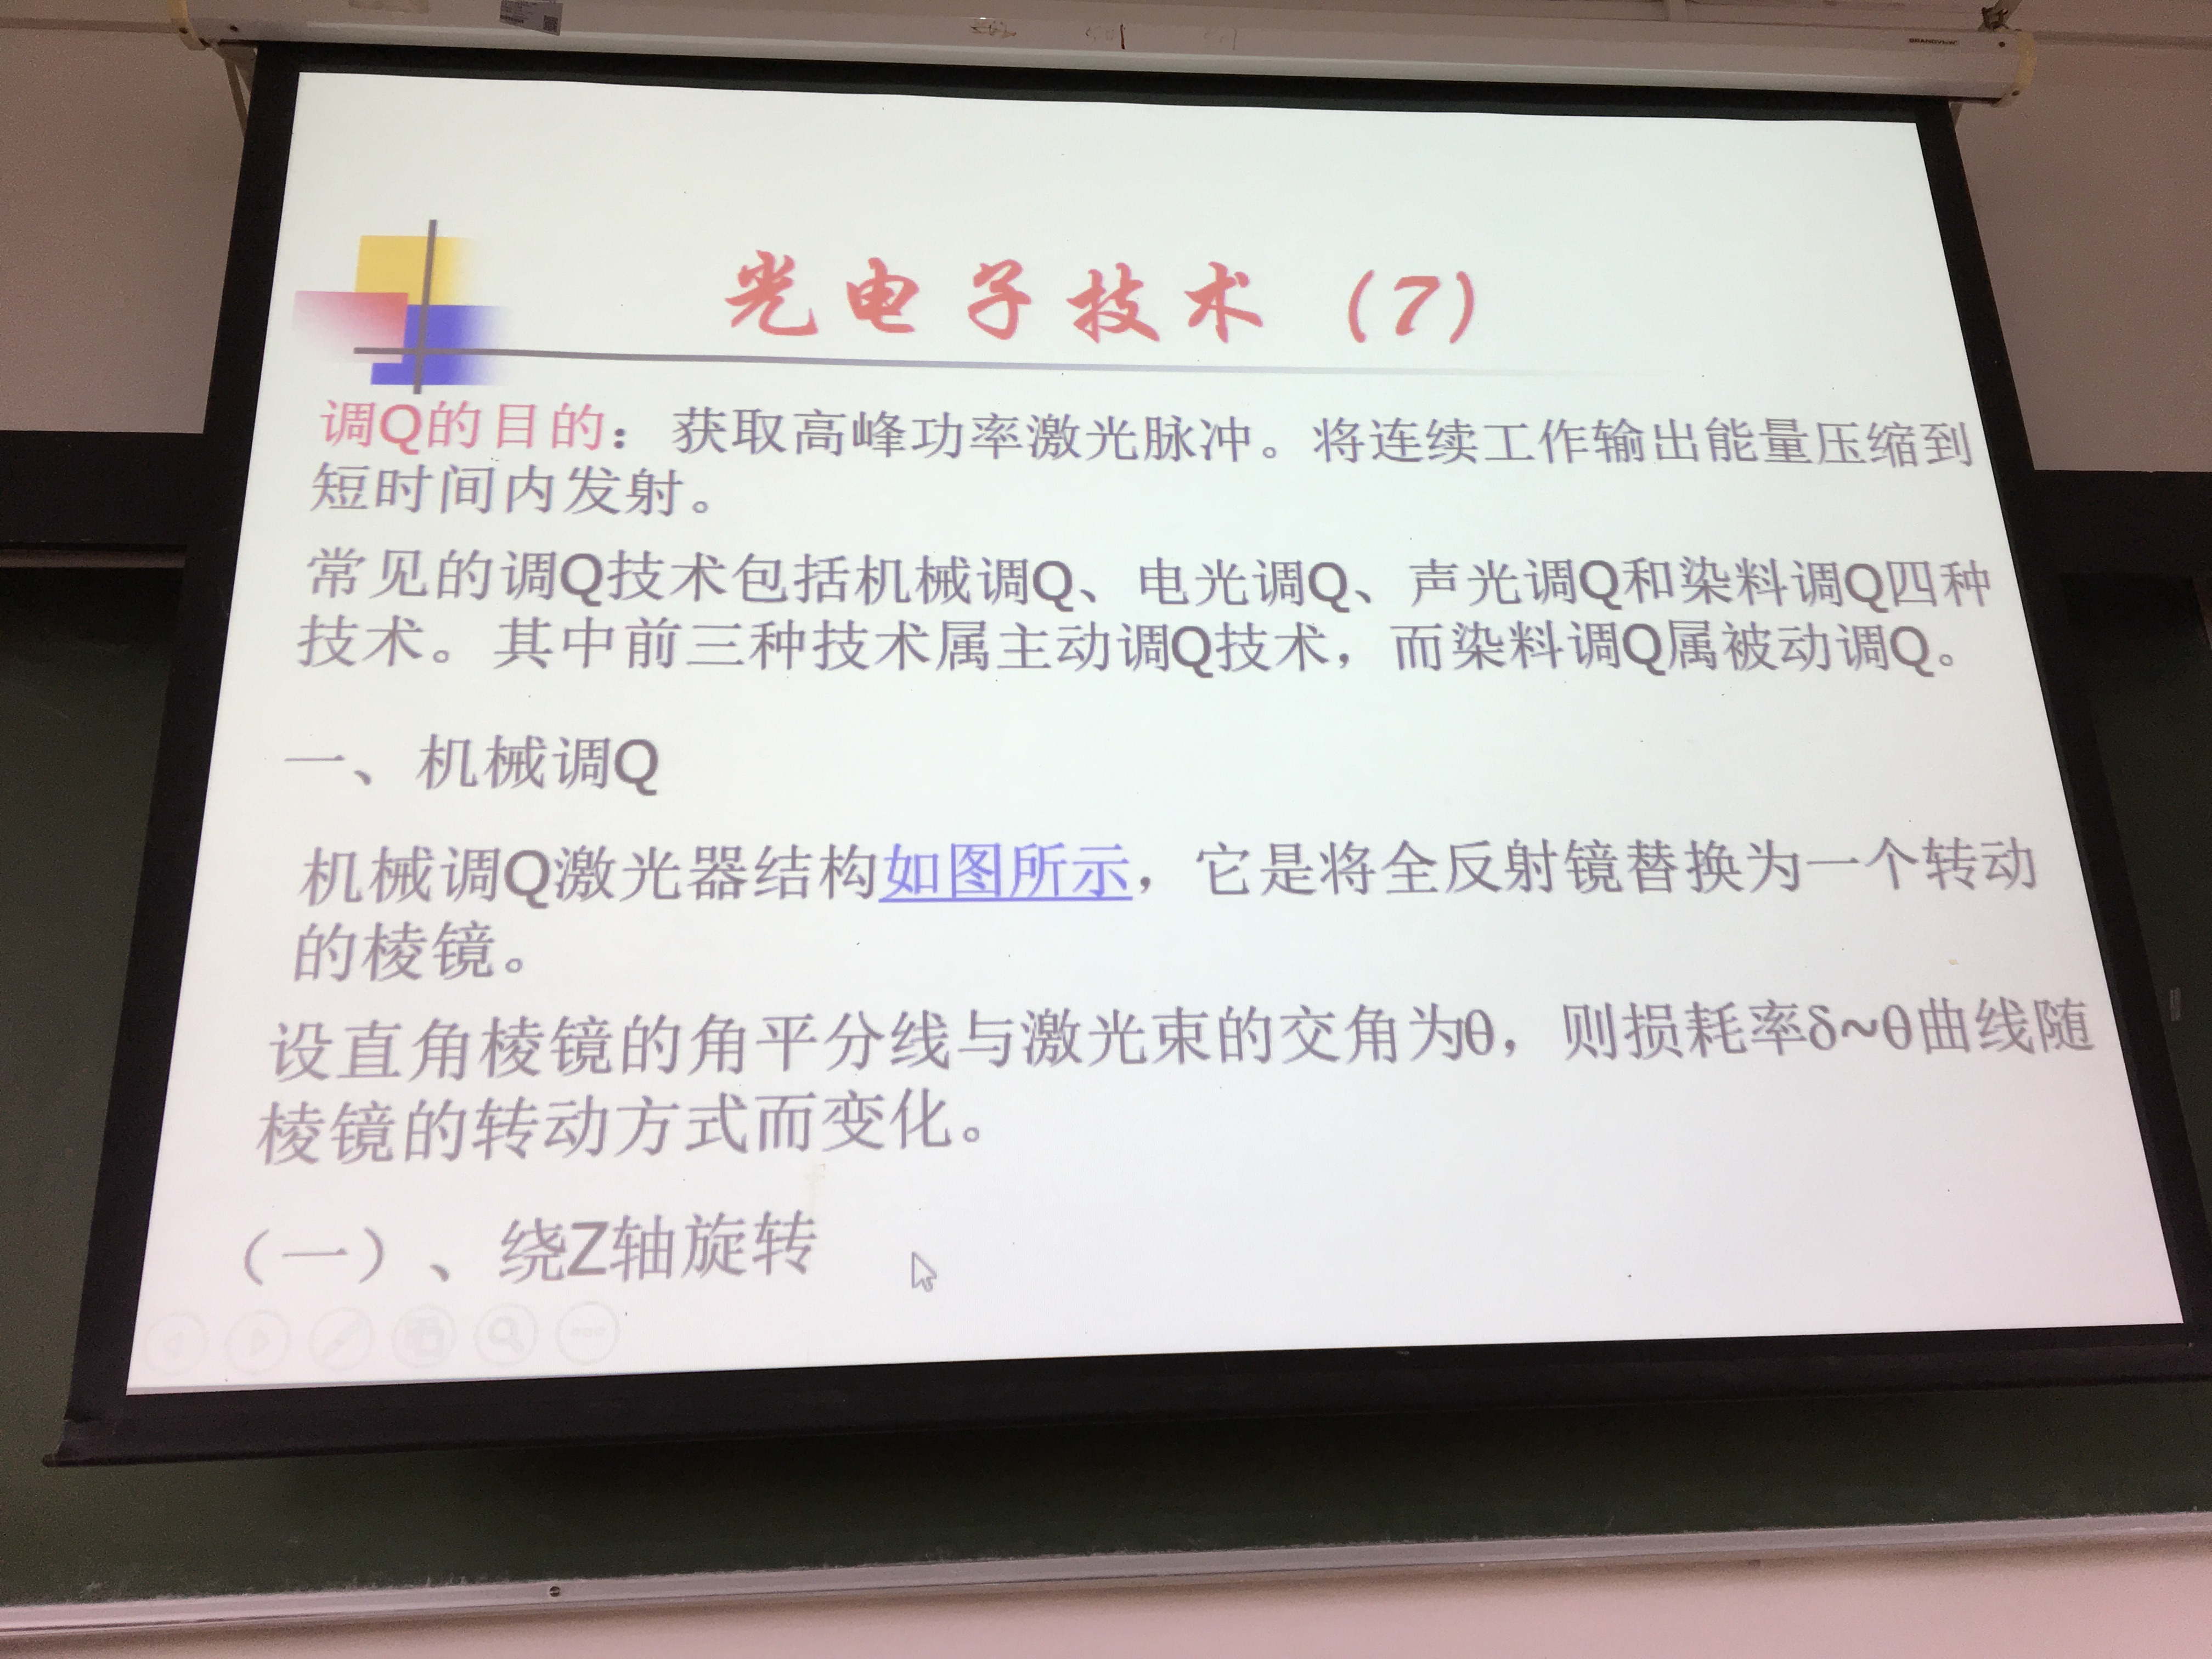 光电子技术（7）
调Q的目的：获取高峰功率激光脉冲。将连续工作输出能量压缩到
短时间内发射。
常见的调Q技术包括机械调Q、电光调Q、声光调Q和染料调Q四种
技术。其中前三种技术属主动调Q技术，而染料调Q属被动调Q。
一、机械调Q
机械调Q激光器结构如图所示，它是将全反射镜替换为一个转动
的棱镜。
设直角棱镜的角平分线与激光束的交角为θ，则损耗率δ~θ曲线随
棱镜的转动方式而变化。
（一）、绕Z轴旋转